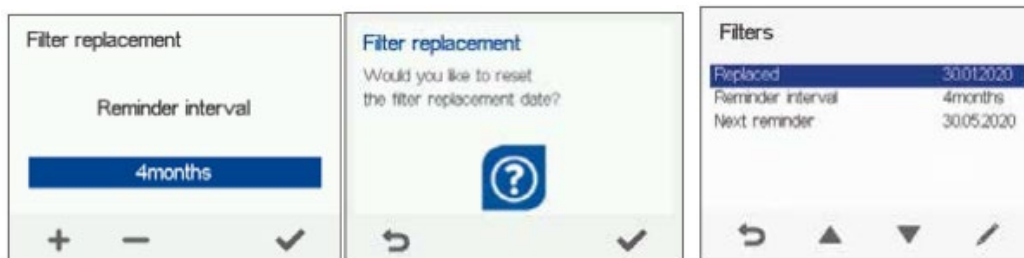 Filter replacement
Reminder interval
4months
Filter replacement
Would you like to reset
the filter replacement date?
Filters
Replaced 30.01.2020
Reminder interval 4months
Next reminder 30.05.2020